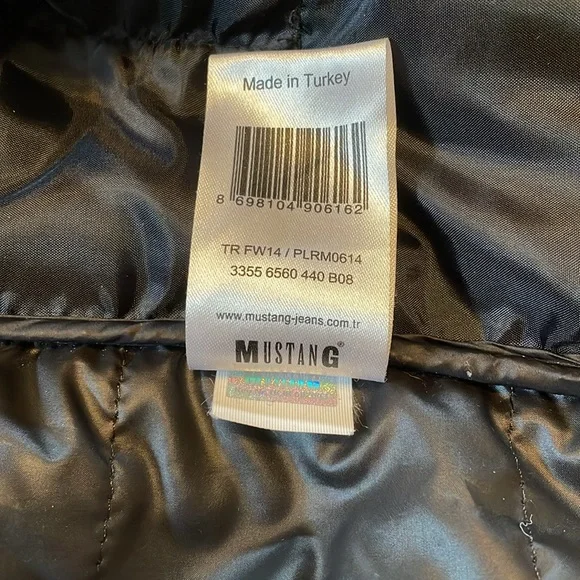 Made in Turkey
8 698104 906162
TR FW14 / PLRM0614
3355 6560 440 B08
www.mustang-jeans.com.tr
MUSTANG®